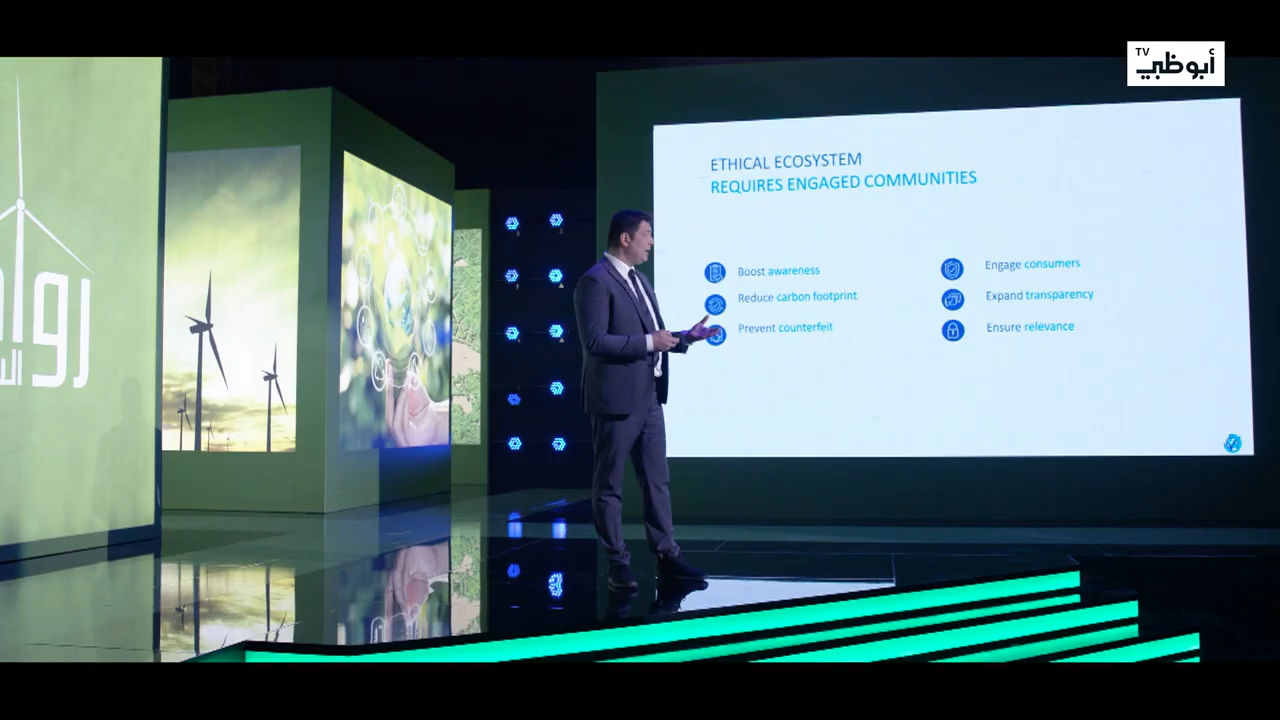 TV
أبوظبي
ETHICAL ECOSYSTEM
REQUIRES ENGAGED COMMUNITIES
Boost awareness
Reduce carbon footprint
Prevent counterfeit
Engage consumers
Expand transparency
Ensure relevance